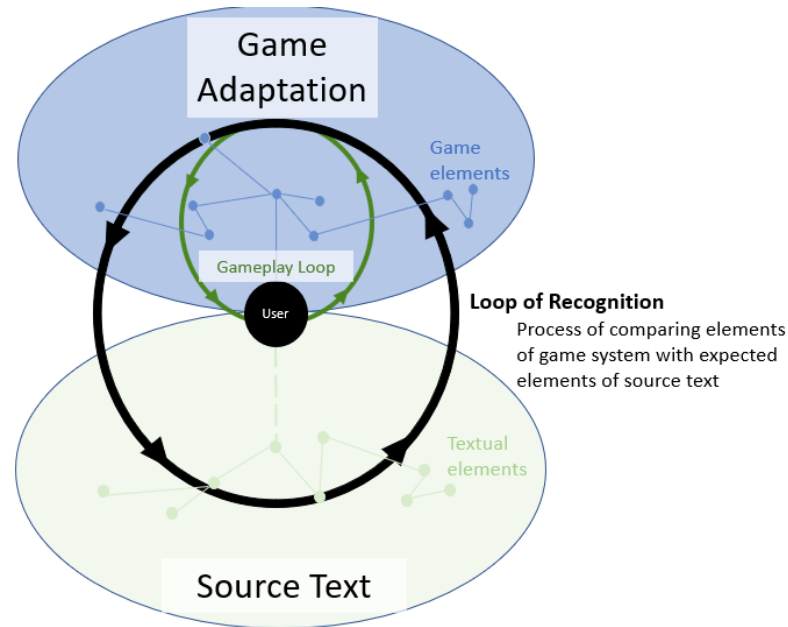 Game
Adaptation
Game
elements
Gameplay Loop
User
Loop of Recognition
Process of comparing elements
of game system with expected
elements of source text
Textual
elements
Source Text